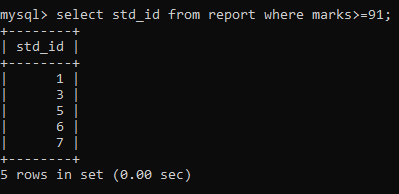 mysql> select std_id from report where marks>=91;
+--------+
| std_id |
+--------+
|      1 |
|      3 |
|      5 |
|      6 |
|      7 |
+--------+
5 rows in set (0.00 sec)